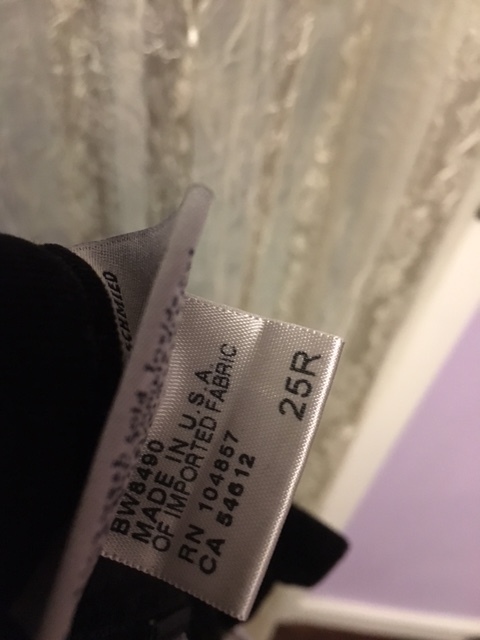 BW8490
MADE IN U.S.A.
OF IMPORTED FABRIC
RN 104857
CA 54612
25R